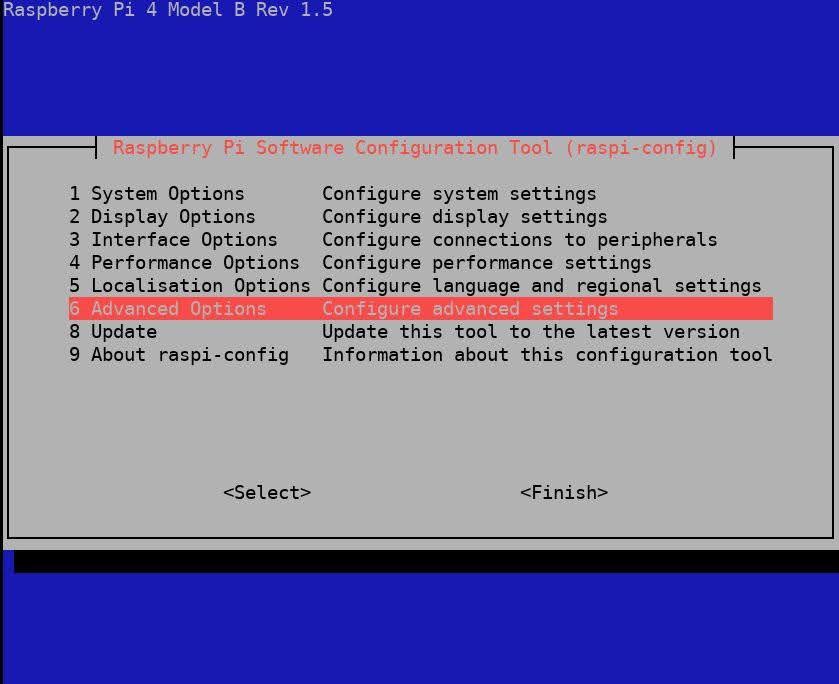 Raspberry Pi 4 Model B Rev 1.5
Raspberry Pi Software Configuration Tool (raspi-config)
1 System Options Configure system settings
2 Display Options Configure display settings
3 Interface Options Configure connections to peripherals
4 Performance Options Configure performance settings
5 Localisation Options Configure language and regional settings
6 Advanced Options Configure advanced settings
8 Update Update this tool to the latest version
9 About raspi-config Information about this configuration tool
<Select> <Finish>